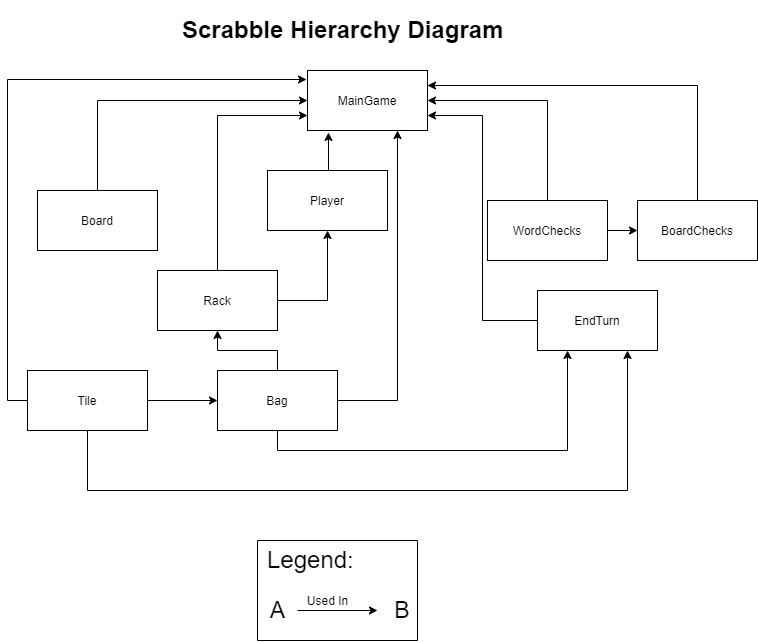 Scrabble Hierarchy Diagram
MainGame
Player
Board
WordChecks
BoardChecks
Rack
EndTurn
Tile
Bag
Legend:
A Used In B